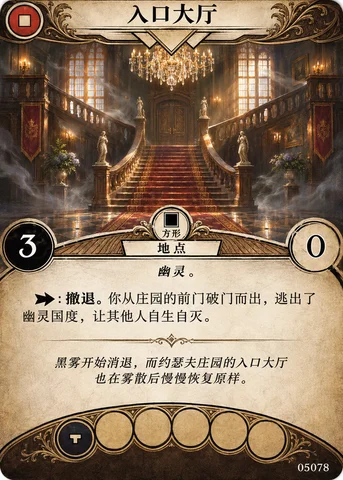 入口大厅
方形
3
地点
0
幽灵。
：撤退。你从庄园的前门破门而出，逃出了
幽灵国度，让其他人自生自灭。
黑雾开始消退，而约瑟夫庄园的入口大厅
也在雾散后慢慢恢复原样。
05078